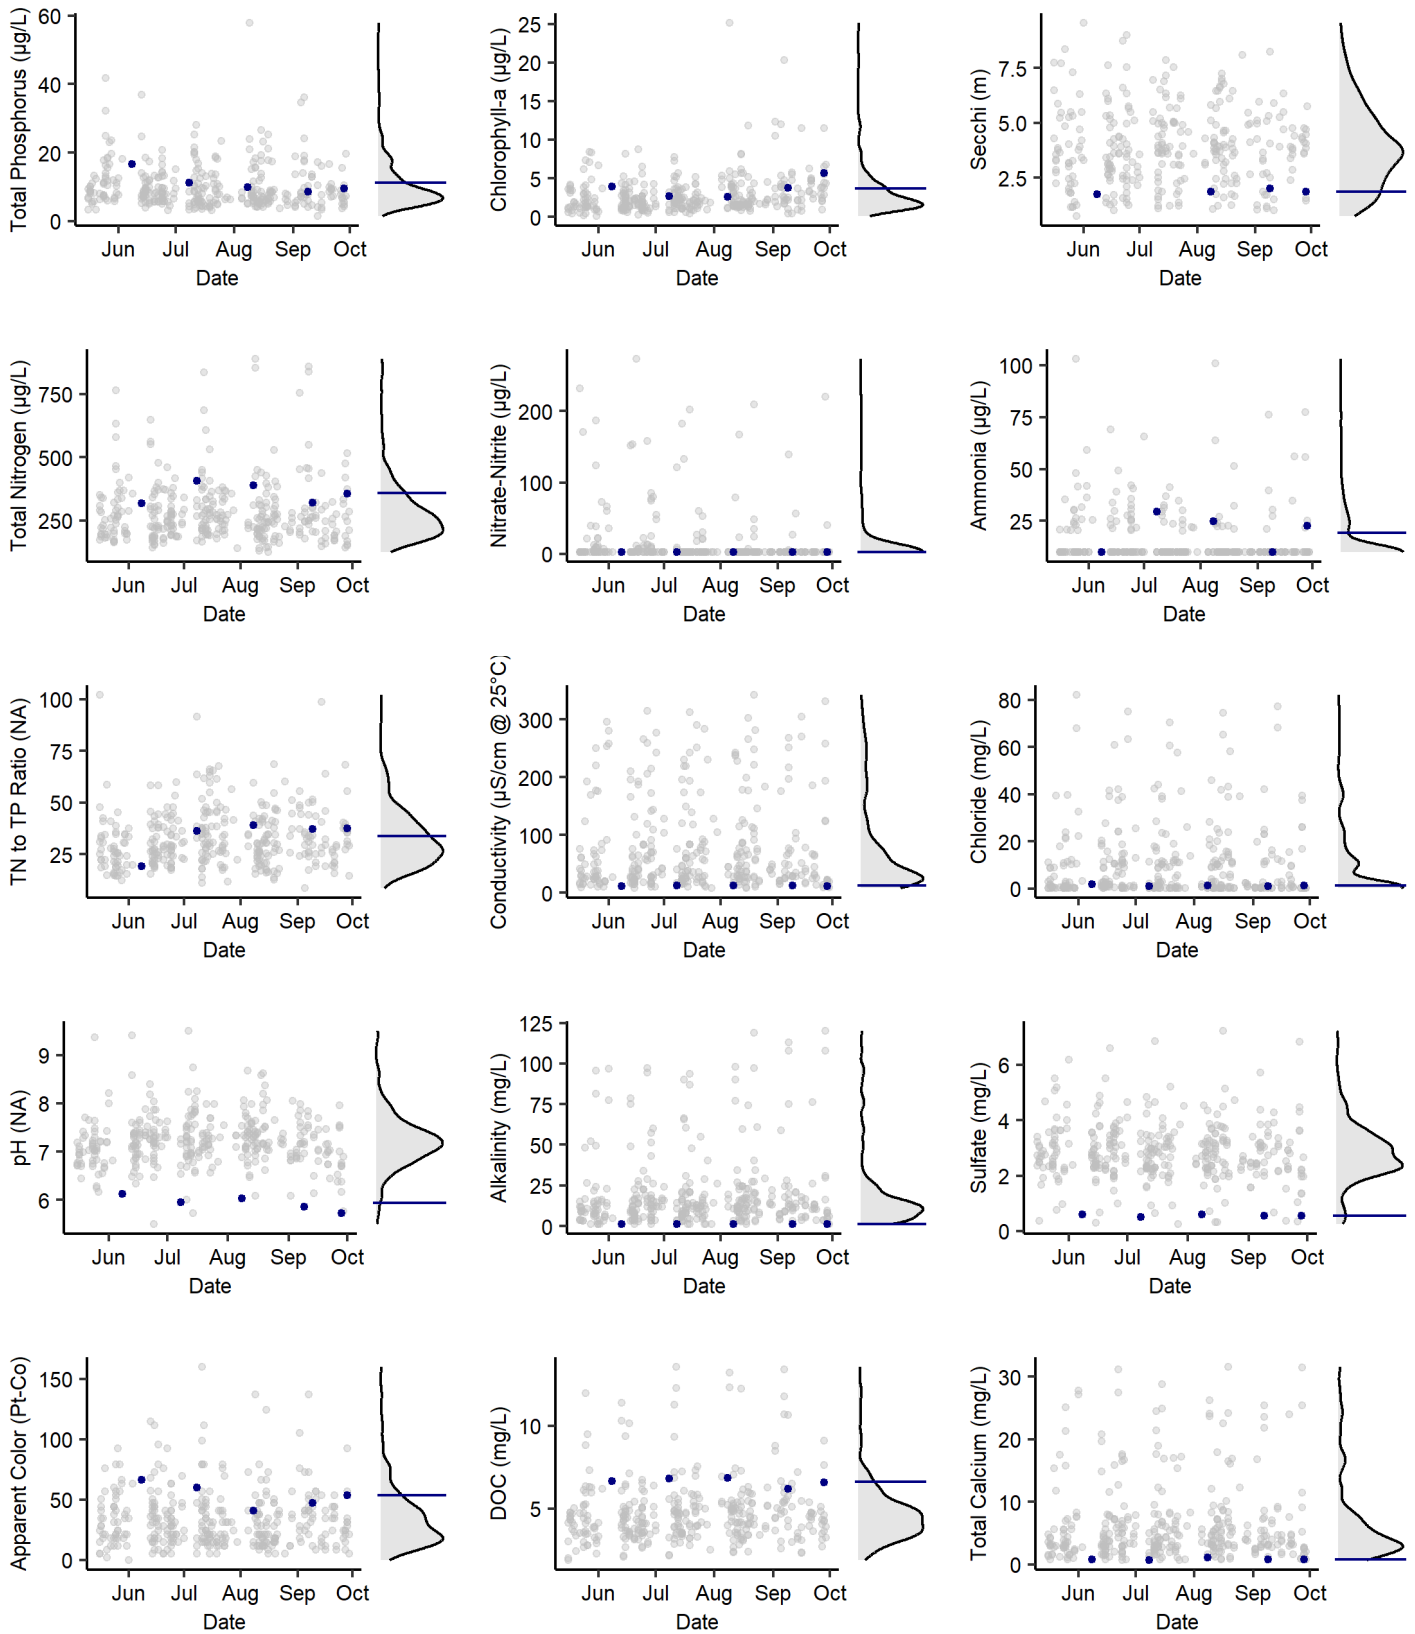 Total Phosphorus (µg/L)
60
40
20
0
Jun Jul Aug Sep Oct
Date
Chlorophyll-a (µg/L)
25
20
15
10
5
0
Jun Jul Aug Sep Oct
Date
Secchi (m)
7.5
5.0
2.5
Jun Jul Aug Sep Oct
Date
Total Nitrogen (µg/L)
750
500
250
Jun Jul Aug Sep Oct
Date
Nitrate-Nitrite (µg/L)
200
100
0
Jun Jul Aug Sep Oct
Date
Ammonia (µg/L)
100
75
50
25
Jun Jul Aug Sep Oct
Date
TN to TP Ratio (NA)
100
75
50
25
Jun Jul Aug Sep Oct
Date
Conductivity (µS/cm @ 25°C)
300
200
100
0
Jun Jul Aug Sep Oct
Date
Chloride (mg/L)
80
60
40
20
0
Jun Jul Aug Sep Oct
Date
pH (NA)
9
8
7
6
Jun Jul Aug Sep Oct
Date
Alkalinity (mg/L)
125
100
75
50
25
0
Jun Jul Aug Sep Oct
Date
Sulfate (mg/L)
6
4
2
0
Jun Jul Aug Sep Oct
Date
Apparent Color (Pt-Co)
150
100
50
0
Jun Jul Aug Sep Oct
Date
DOC (mg/L)
10
5
Jun Jul Aug Sep Oct
Date
Total Calcium (mg/L)
30
20
10
0
Jun Jul Aug Sep Oct
Date